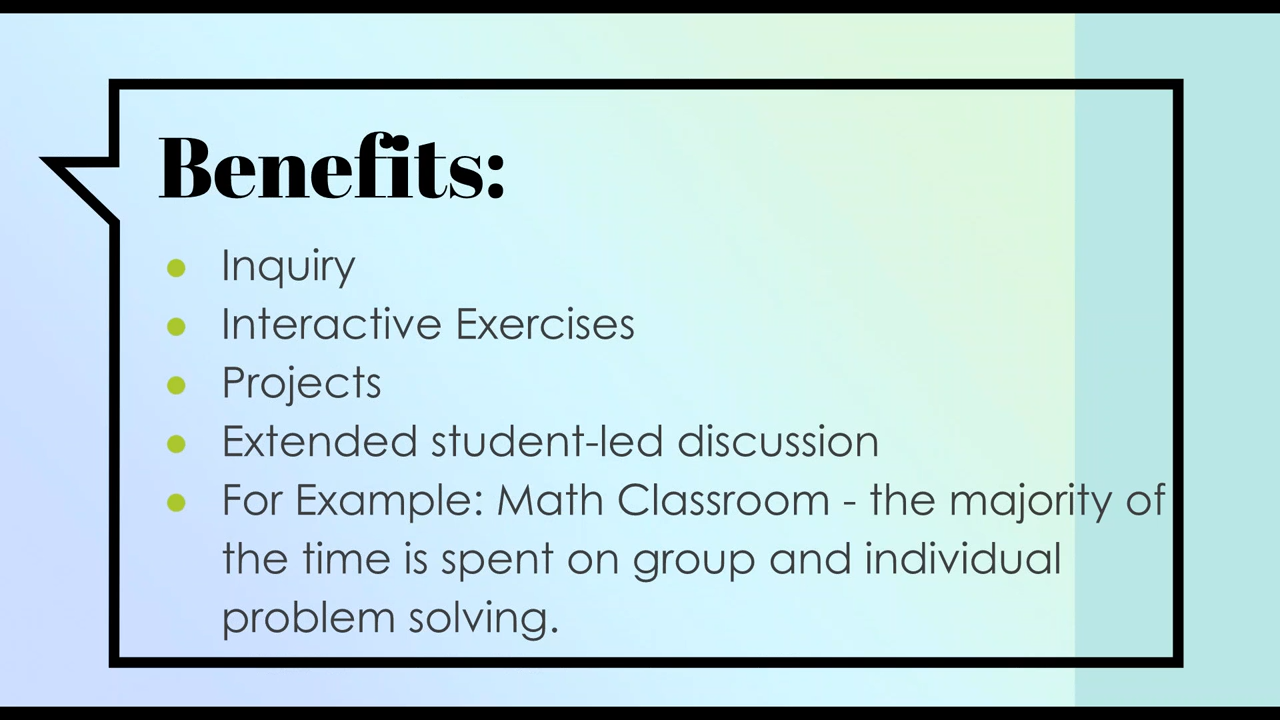 Benefits:
Inquiry
Interactive Exercises
Projects
Extended student-led discussion
For Example: Math Classroom - the majority of
the time is spent on group and individual
problem solving.